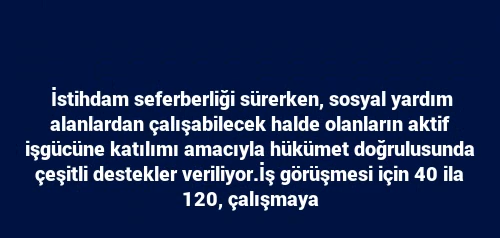 İstihdam seferberliği sürerken, sosyal yardım
alanlardan çalışabilecek halde olanların aktif
işgücüne katılımı amacıyla hükümet doğrulusunda
çeşitli destekler veriliyor.İş görüşmesi için 40 ila
120, çalışmaya